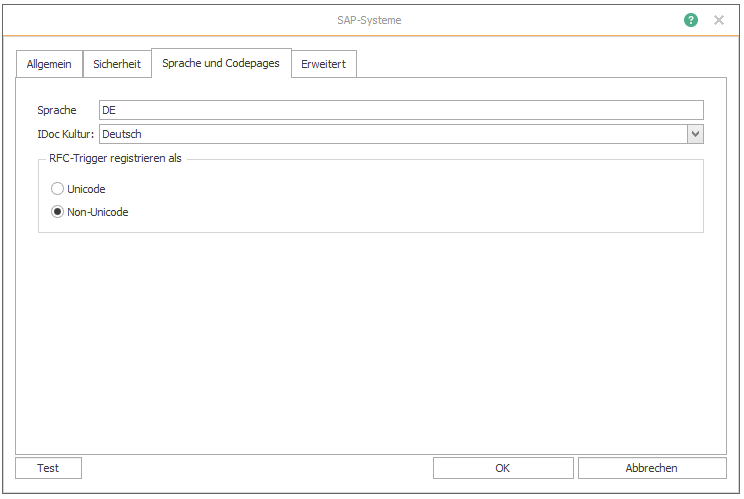 SAP-Systeme ?
Allgemein Sicherheit Sprache und Codepages Erweitert
Sprache DE
IDoc Kultur: Deutsch
RFC-Trigger registrieren als
Unicode
Non-Unicode
Test OK Abbrechen